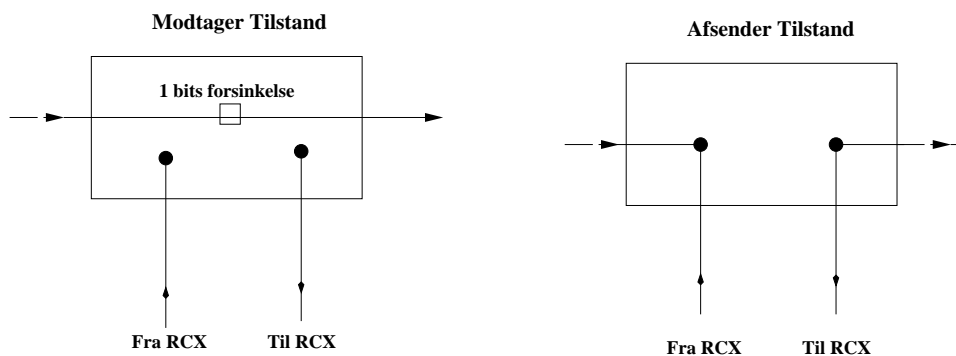 Modtager Tilstand
1 bits forsinkelse
Fra RCX
Til RCX
Afsender Tilstand
Fra RCX
Til RCX